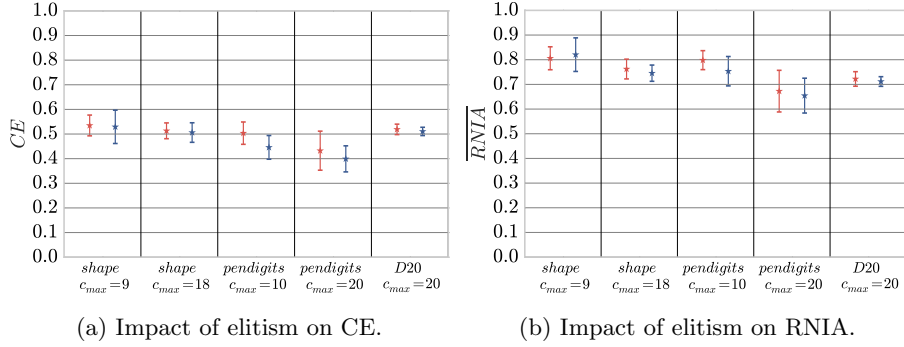 1.0
0.9
0.8
0.7
0.6
0.5
0.4
0.3
0.2
0.1
0.0
CE
shape shape pendigits pendigits D20
c_max=9 c_max=18 c_max=10 c_max=20 c_max=20
(a) Impact of elitism on CE.
1.0
0.9
0.8
0.7
0.6
0.5
0.4
0.3
0.2
0.1
0.0
RNIA
shape shape pendigits pendigits D20
c_max=9 c_max=18 c_max=10 c_max=20 c_max=20
(b) Impact of elitism on RNIA.